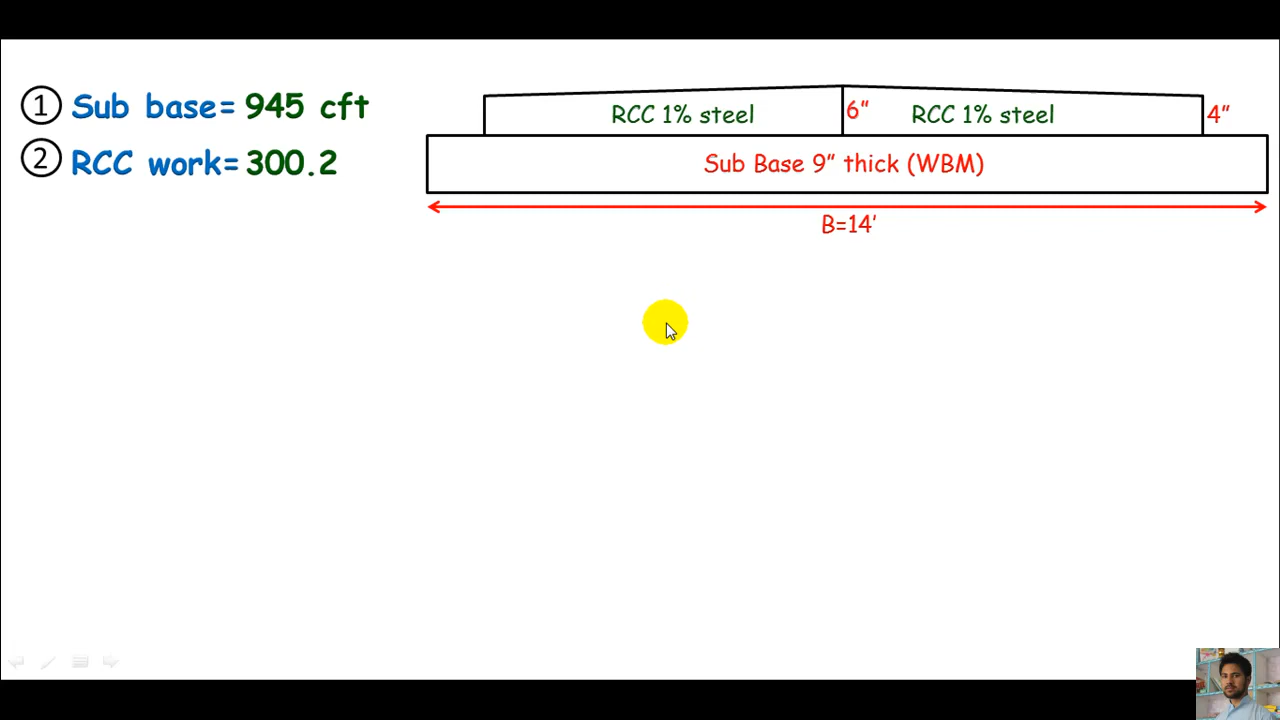 ① Sub base= 945 cft
② RCC work= 300.2
RCC 1% steel
6”
RCC 1% steel
4”
Sub Base 9” thick (WBM)
B=14’